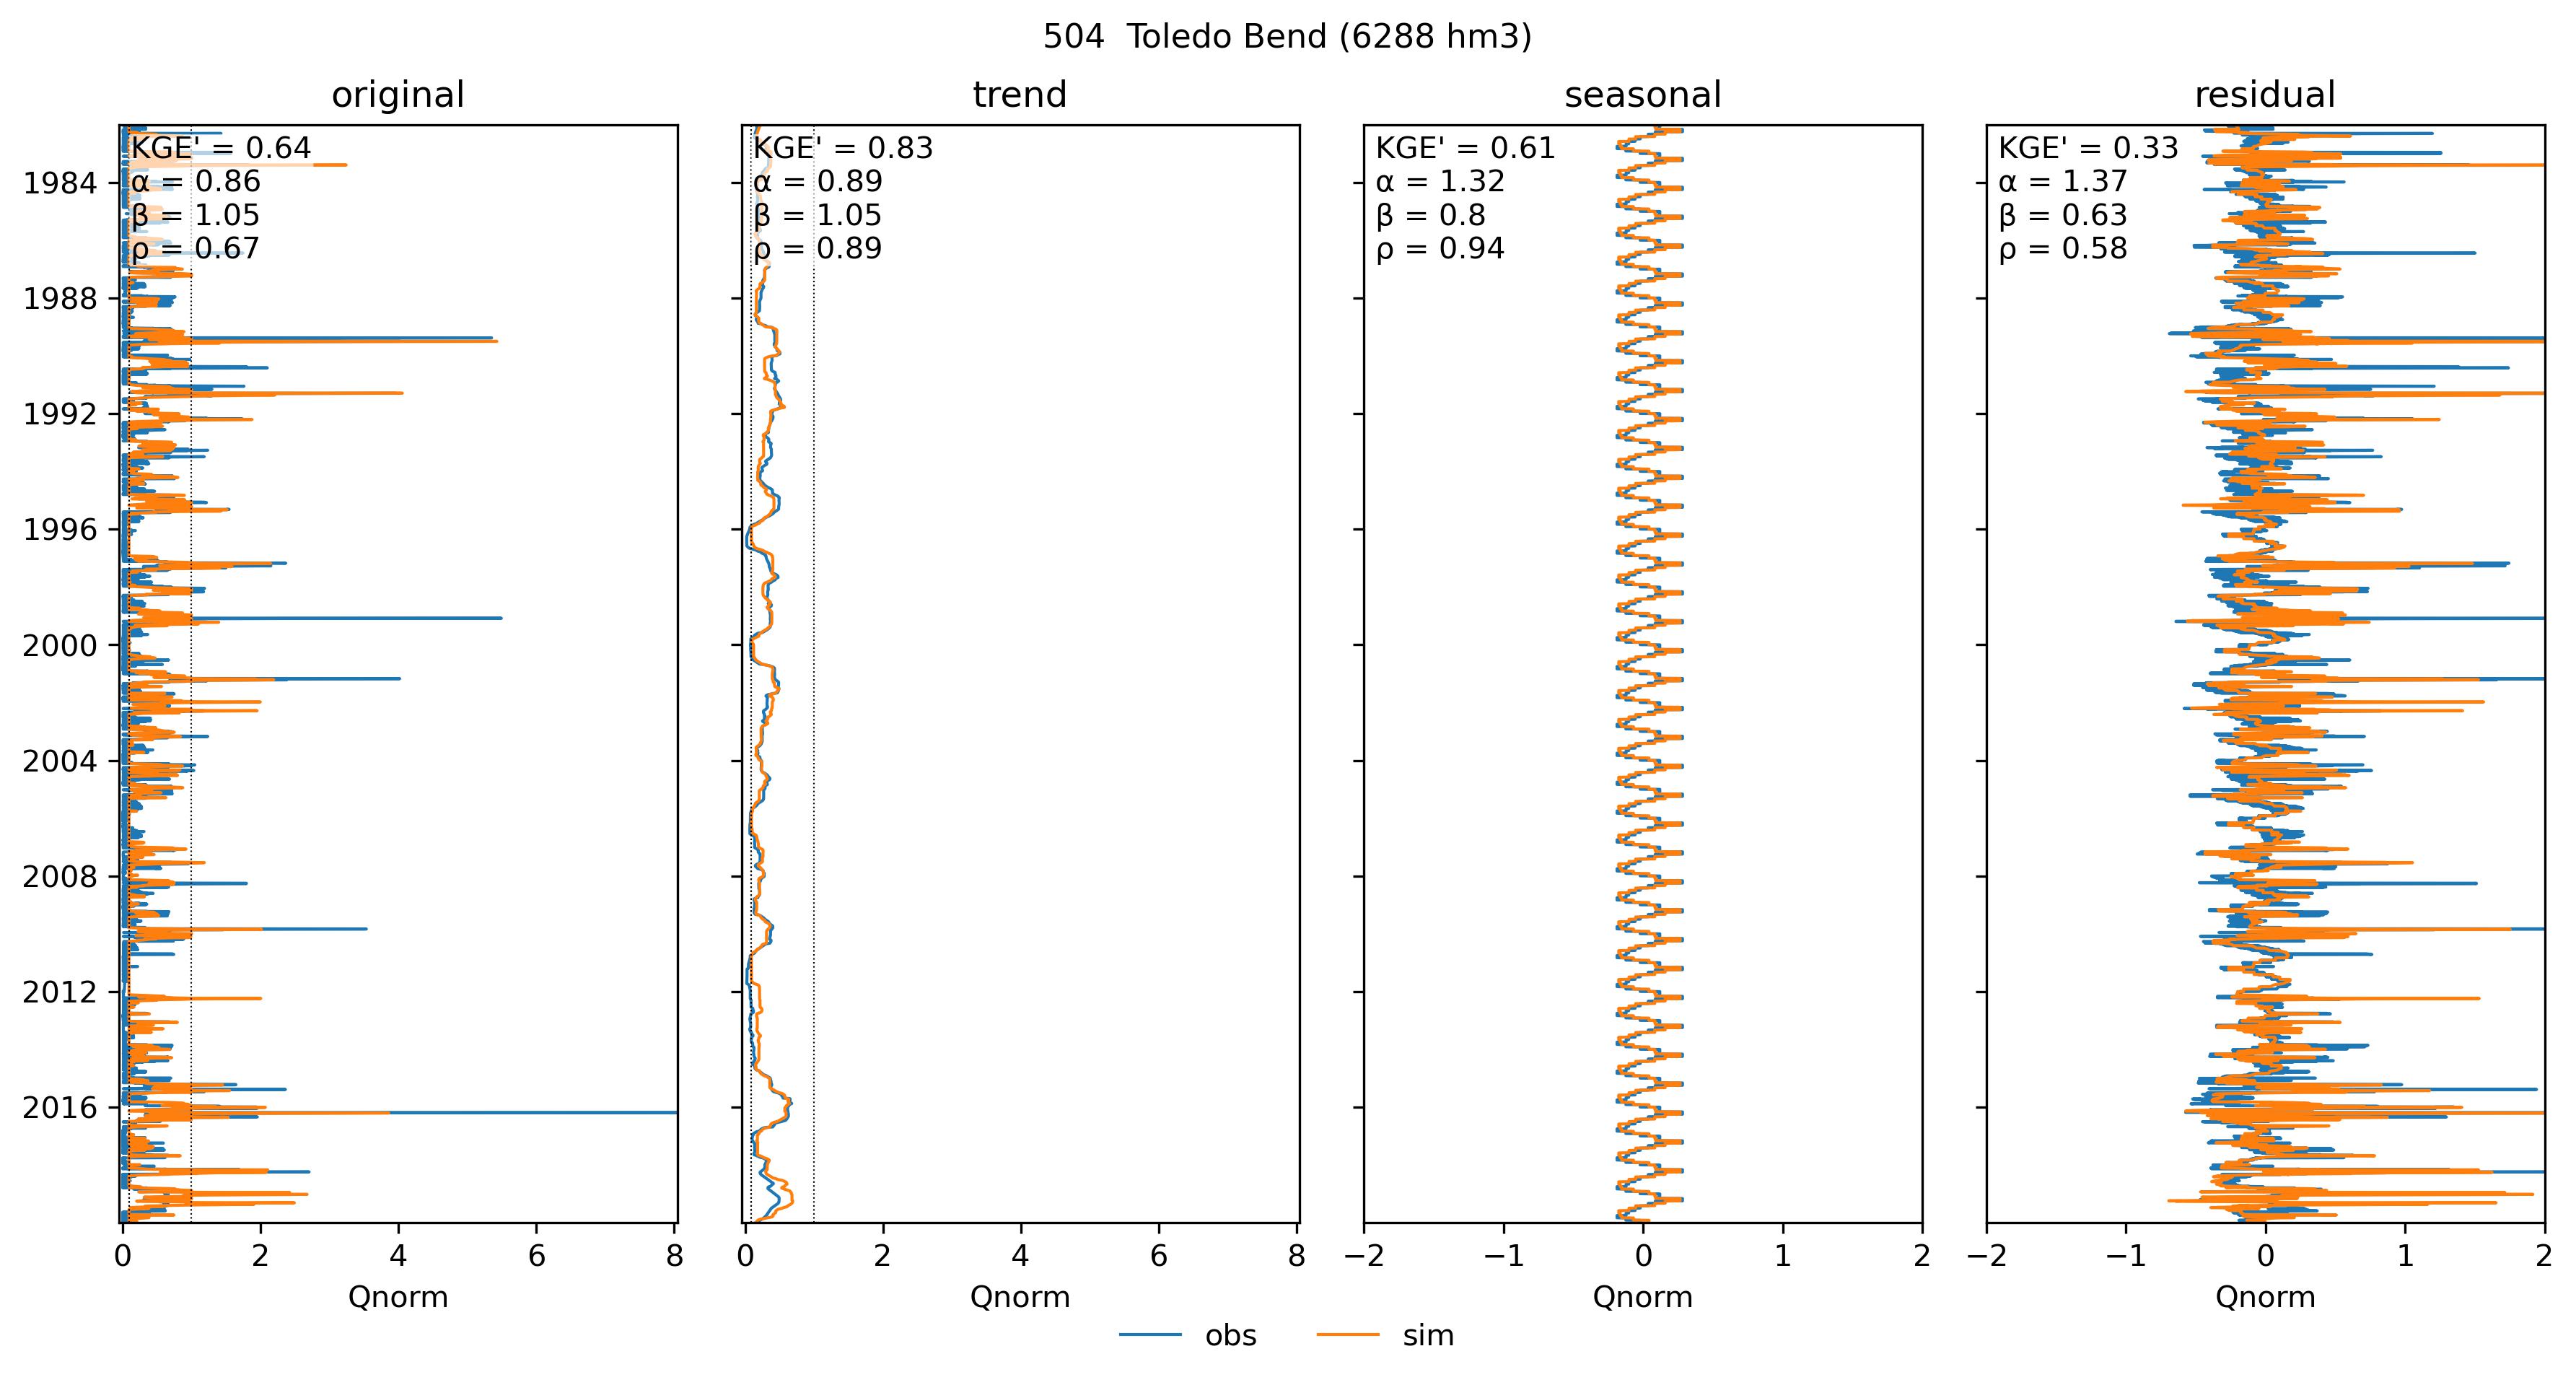 504  Toledo Bend (6288 hm3)
original
trend
seasonal
residual
KGE' = 0.64
α = 0.86
β = 1.05
ρ = 0.67
KGE' = 0.83
α = 0.89
β = 1.05
ρ = 0.89
KGE' = 0.61
α = 1.32
β = 0.8
ρ = 0.94
KGE' = 0.33
α = 1.37
β = 0.63
ρ = 0.58
1984
1988
1992
1996
2000
2004
2008
2012
2016
0 2 4 6 8
0 2 4 6 8
−2 −1 0 1 2
−2 −1 0 1 2
Qnorm
Qnorm
Qnorm
Qnorm
obs
sim